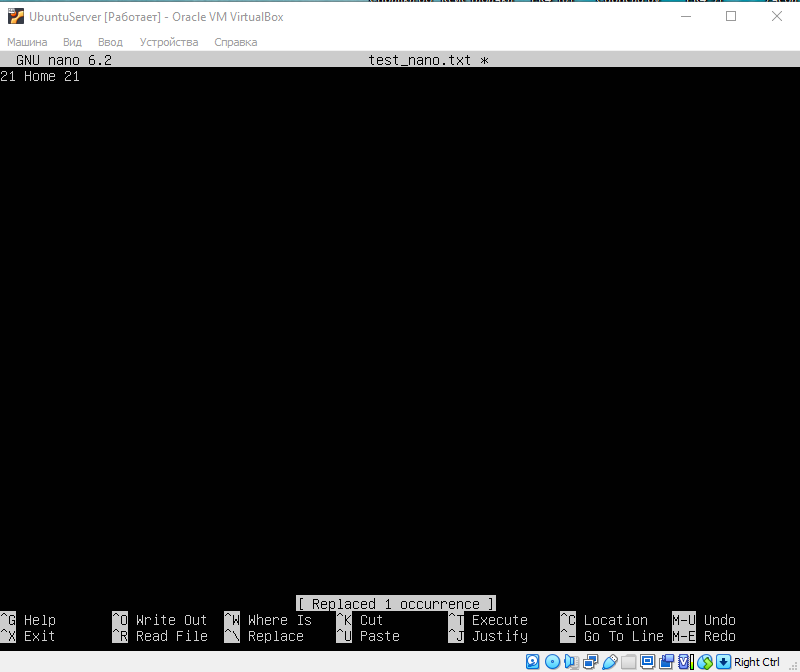 UbuntuServer [Работает] - Oracle VM VirtualBox
Машина Вид Ввод Устройства Справка
GNU nano 6.2 test_nano.txt *
21 Home 21
[ Replaced 1 occurrence ]
^G Help ^O Write Out ^W Where Is ^K Cut ^T Execute ^C Location M-U Undo
^X Exit ^R Read File ^\ Replace ^U Paste ^J Justify ^- Go To Line M-E Redo
Right Ctrl